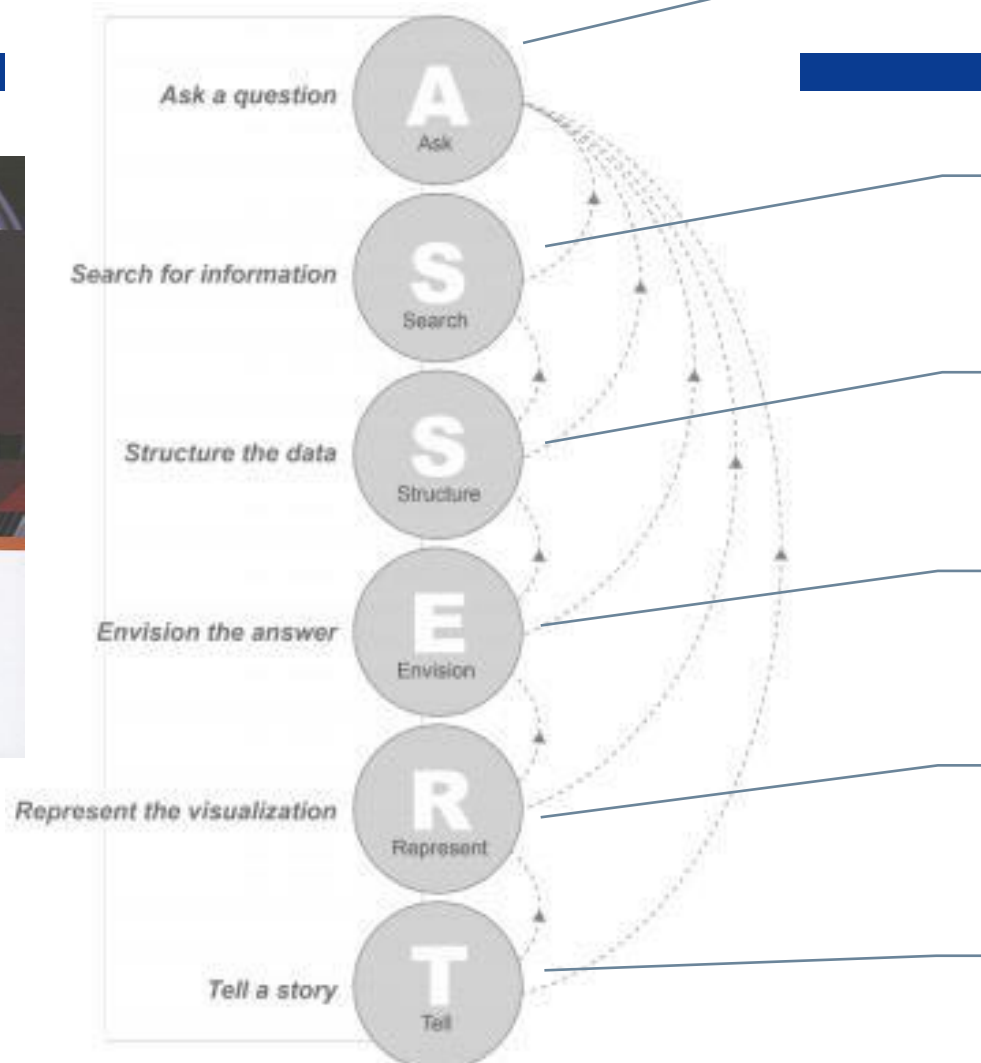 Ask a question
A
Ask
Search for information
S
Search
Structure the data
S
Structure
Envision the answer
E
Envision
Represent the visualization
R
Rapresent
Tell a story
T
Tell